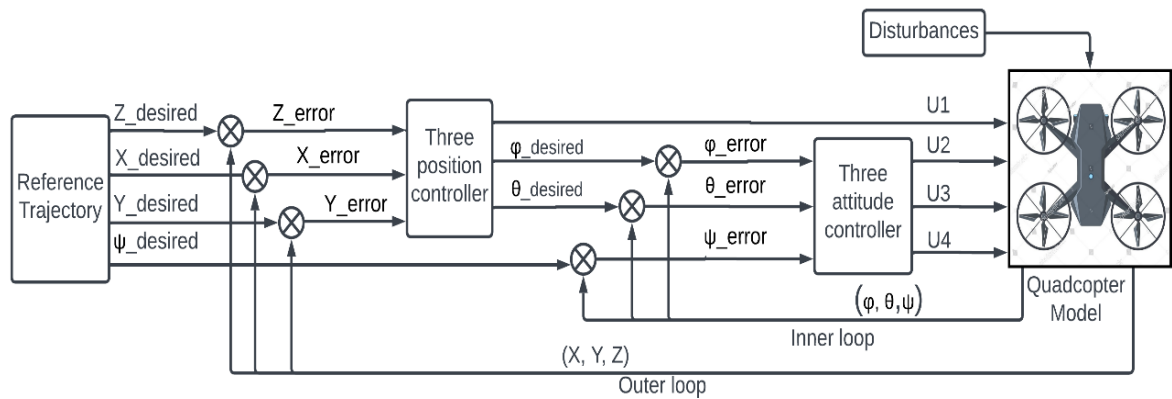 Disturbances
Z_desired
Z_error
U1
X_desired
X_error
Three
position
controller
φ_desired
φ_error
U2
Reference
Trajectory
Three
attitude
controller
Y_desired
Y_error
θ_desired
θ_error
U3
ψ_desired
ψ_error
U4
Quadcopter
Model
(φ, θ,ψ)
Inner loop
(X, Y, Z)
Outer loop